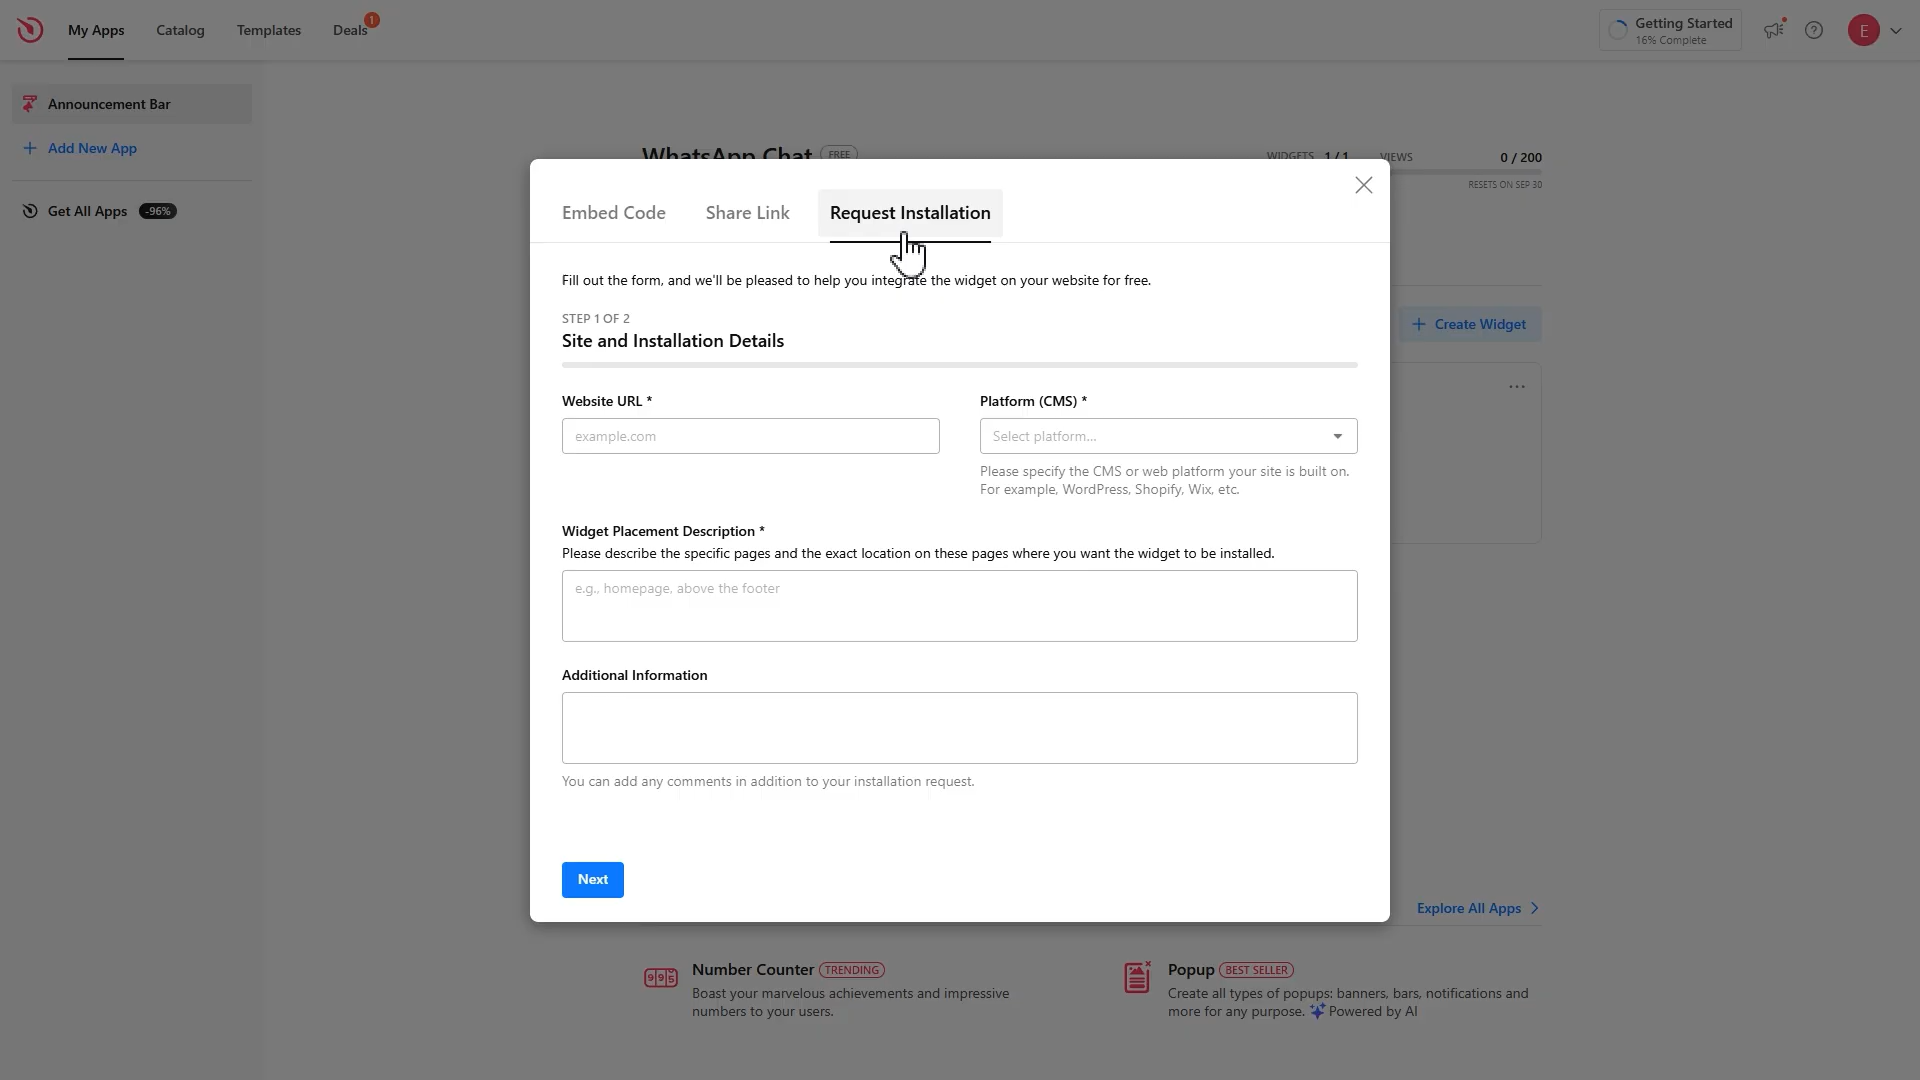 My Apps
Catalog
Templates
Deals
1
Getting Started
16% Complete
E
Announcement Bar
Add New App
Get All Apps
-96%
WhatsApp Chat
FREE
WIDGETS 1 / 1
VIEWS
0 / 200
RESETS ON SEP 30
Embed Code
Share Link
Request Installation
Fill out the form, and we'll be pleased to help you integrate the widget on your website for free.
STEP 1 OF 2
Site and Installation Details
Create Widget
Website URL *
Platform (CMS) *
example.com
Select platform...
Please specify the CMS or web platform your site is built on.
For example, WordPress, Shopify, Wix, etc.
Widget Placement Description *
Please describe the specific pages and the exact location on these pages where you want the widget to be installed.
e.g., homepage, above the footer
Additional Information
You can add any comments in addition to your installation request.
Next
Explore All Apps
995
Number Counter
TRENDING
Boast your marvelous achievements and impressive
numbers to your users.
Popup
BEST SELLER
Create all types of popups: banners, bars, notifications and
more for any purpose. Powered by AI